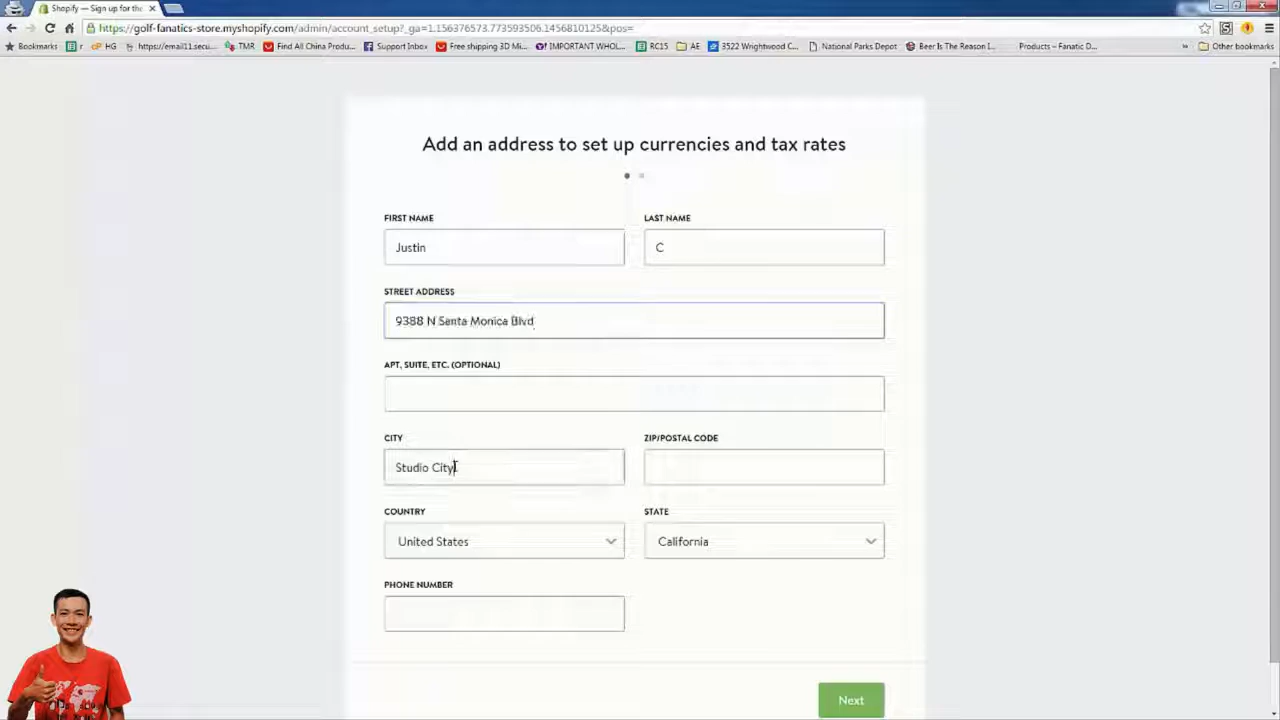 Shopify — Sign up for the
https://golf-fanatics-store.myshopify.com/admin/account_setup?_ga=1.156376573.773593506.1456810125&pos=
Bookmarks r HG https://email11.secu... TMR Find All China Produ... Support Inbox Free shipping 3D Mi... IMPORTANT WHOL... RC15 AE 3522 Wrightwood C... National Parks Depot Beer Is The Reason I... Products – Fanatic D... » Other bookmarks
Add an address to set up currencies and tax rates
FIRST NAME LAST NAME
Justin C
STREET ADDRESS
9388 N Santa Monica Blvd
APT, SUITE, ETC. (OPTIONAL)
CITY ZIP/POSTAL CODE
Studio City
COUNTRY STATE
United States California
PHONE NUMBER
Next